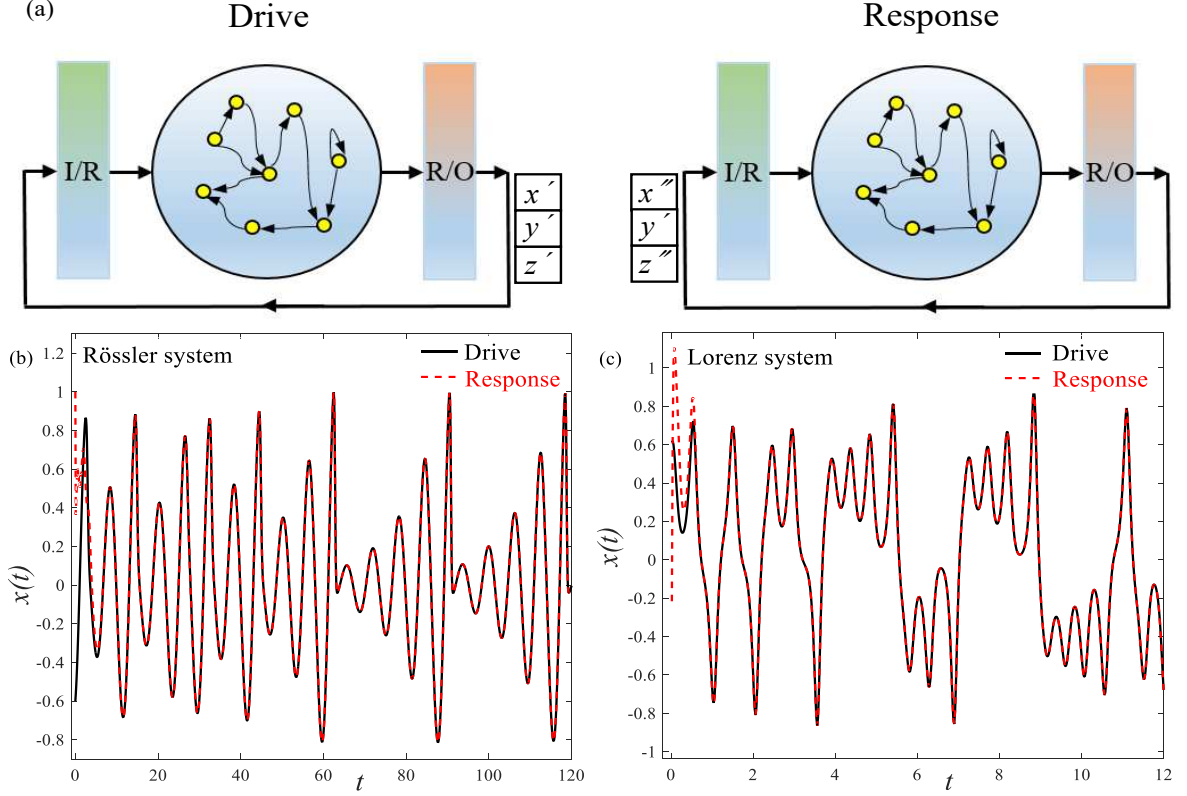 (a)
Drive
Response
I/R
R/O
x′
y′
z′
x″
y″
z″
I/R
R/O
(b)
Rössler system
Drive
Response
x(t)
1.2
1
0.8
0.6
0.4
0.2
0
-0.2
-0.4
-0.6
-0.8
0
20
40
60
80
100
120
t
(c)
Lorenz system
Drive
Response
x(t)
1
0.8
0.6
0.4
0.2
0
-0.2
-0.4
-0.6
-0.8
-1
0
2
4
6
8
10
12
t